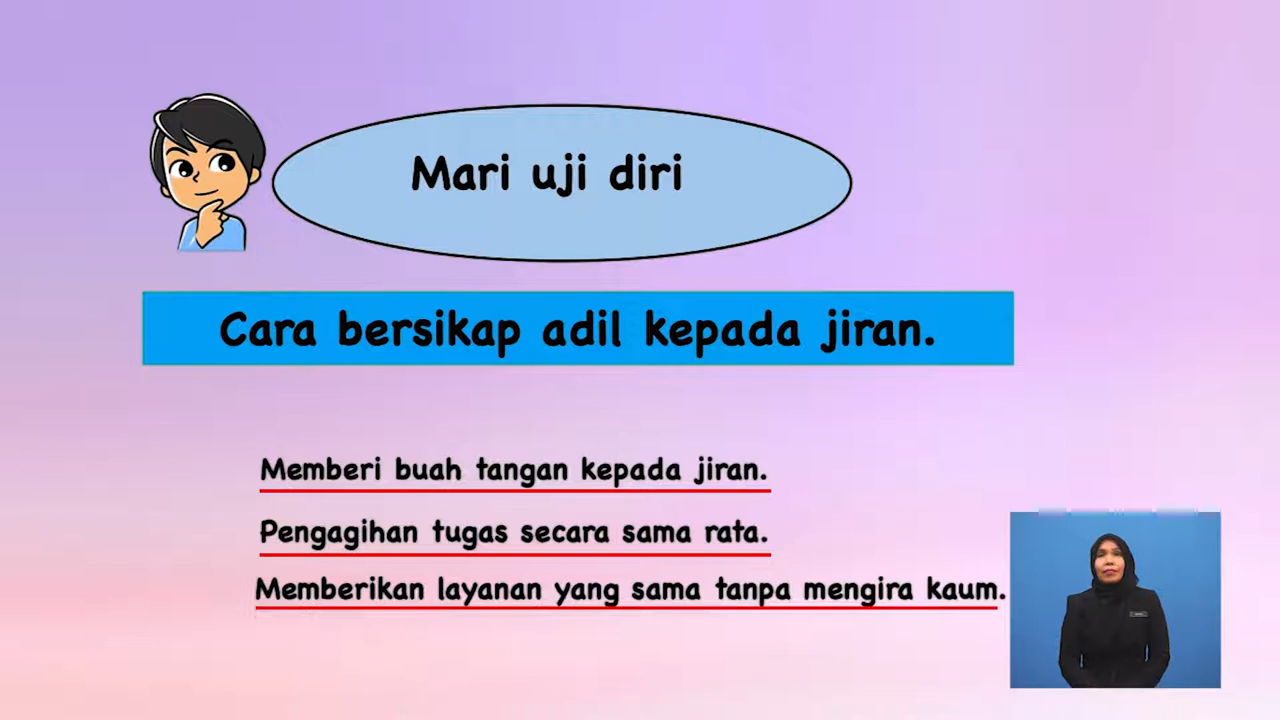 Mari uji diri
Cara bersikap adil kepada jiran.
Memberi buah tangan kepada jiran.
Pengagihan tugas secara sama rata.
Memberikan layanan yang sama tanpa mengira kaum.